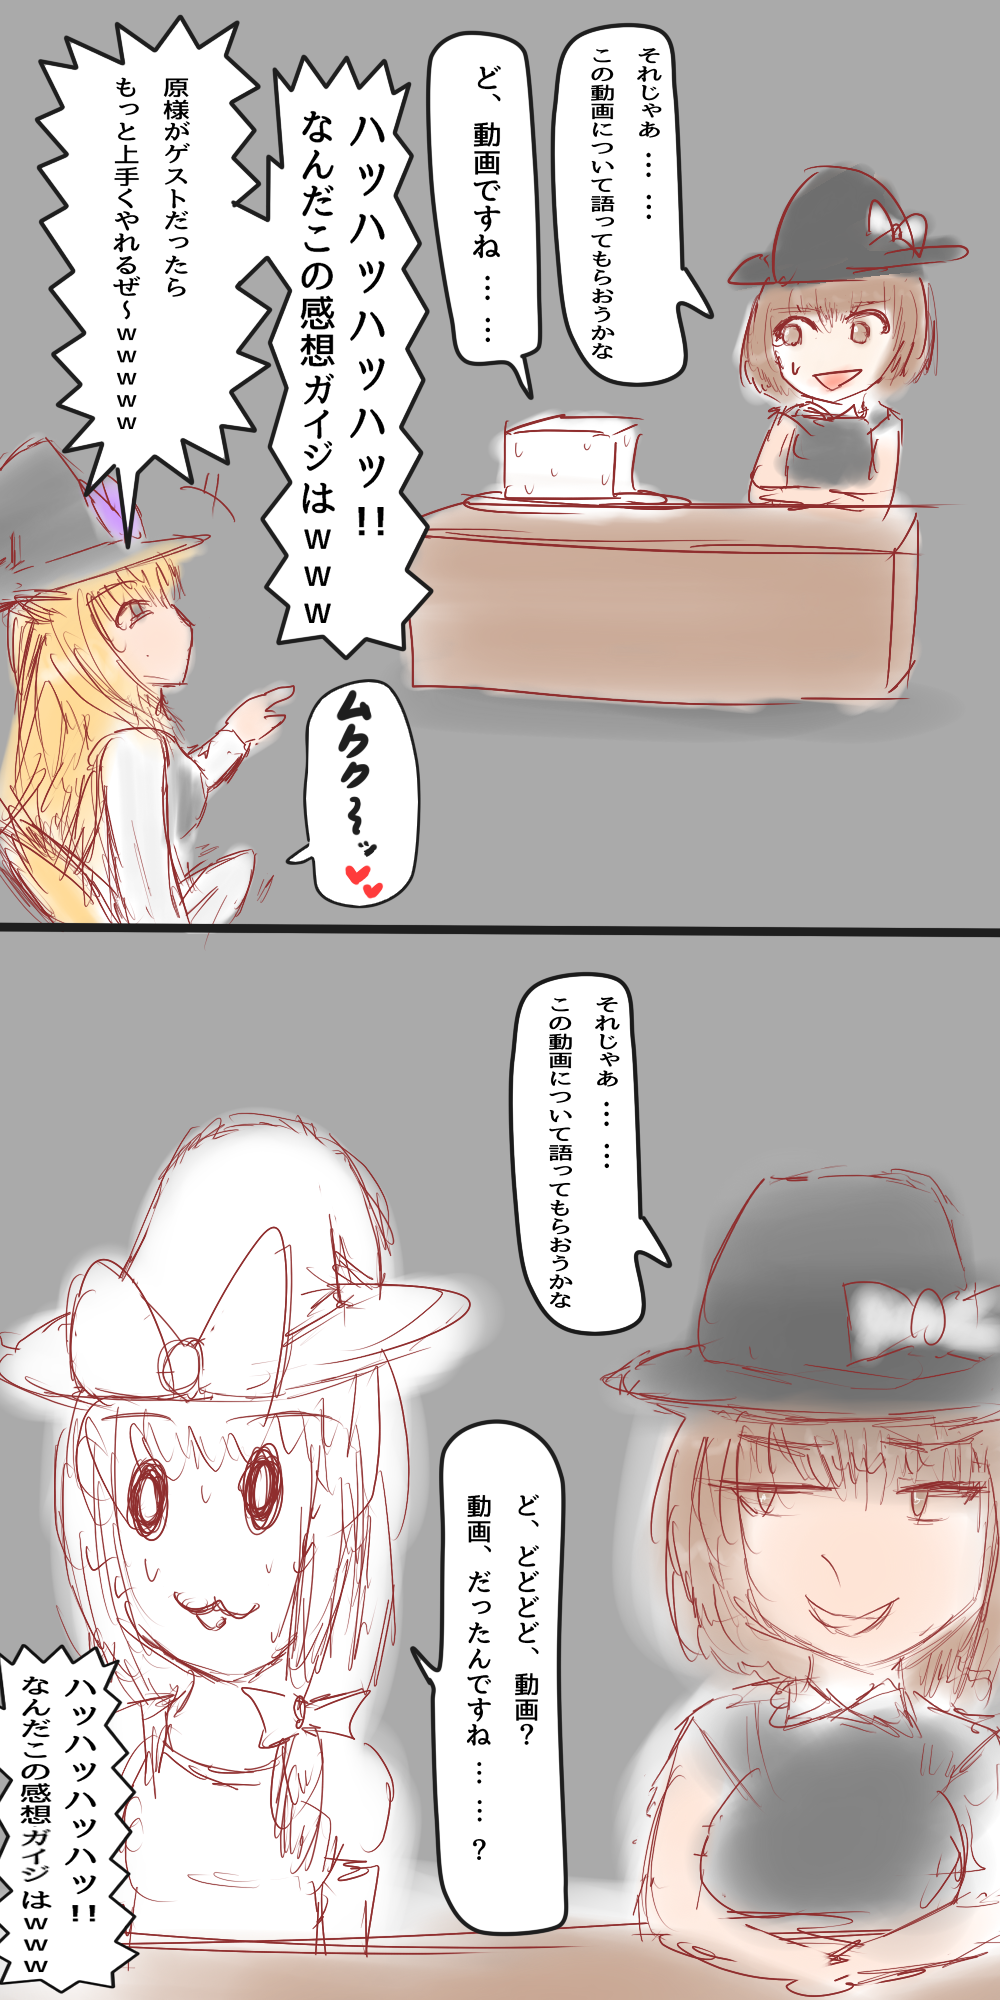 それじゃあ……
この動画について語ってもらおうかな
ど、動画ですね……
ハッハッハッハッ!!
なんだこの感想ガイジはｗｗｗ
原様がゲストだったら
もっと上手くやれるぜ～ｗｗｗｗｗ
ムクク～ッ♥♥
それじゃあ……
この動画について語ってもらおうかな
ど、どどどど、動画？
動画、だったんですね……？
ハッハッハッハッ!!
なんだこの感想ガイジはｗｗｗ